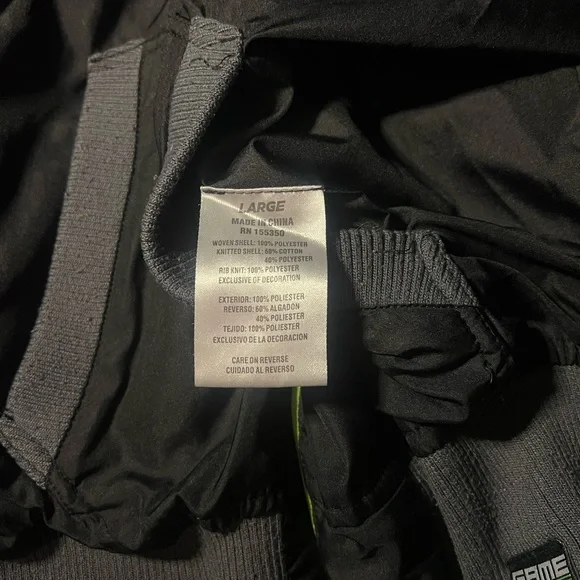 LARGE
MADE IN CHINA
RN 155350
WOVEN SHELL: 100% POLYESTER
KNITTED SHELL: 60% COTTON
40% POLYESTER
RIB KNIT: 100% POLYESTER
EXCLUSIVE OF DECORATION
EXTERIOR: 100% POLIESTER
REVERSO: 60% ALGADON
40% POLIESTER
TEJIDO: 100% POLIESTER
EXCLUSIVO DE LA DECORACION
CARE ON REVERSE
CUIDADO AL REVERSO
GAME